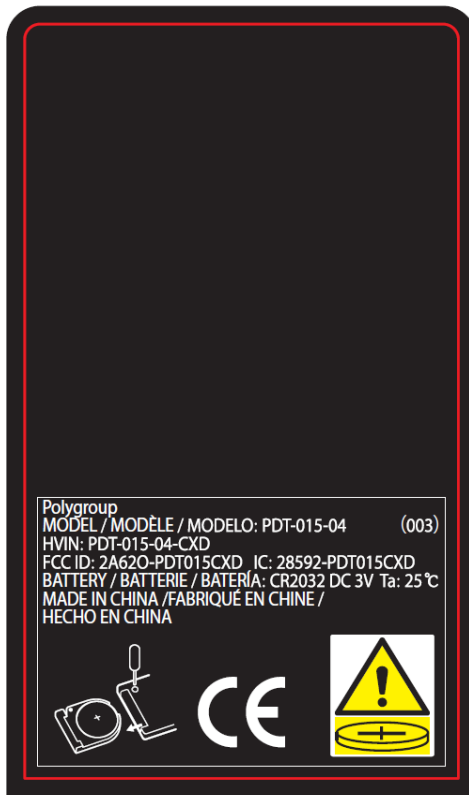 Polygroup
MODEL / MODÈLE / MODELO: PDT-015-04 (003)
HVIN: PDT-015-04-CXD
FCC ID: 2A62O-PDT015CXD IC: 28592-PDT015CXD
BATTERY / BATTERIE / BATERÍA: CR2032 DC 3V Ta: 25℃
MADE IN CHINA /FABRIQUÉ EN CHINE /
HECHO EN CHINA
CE